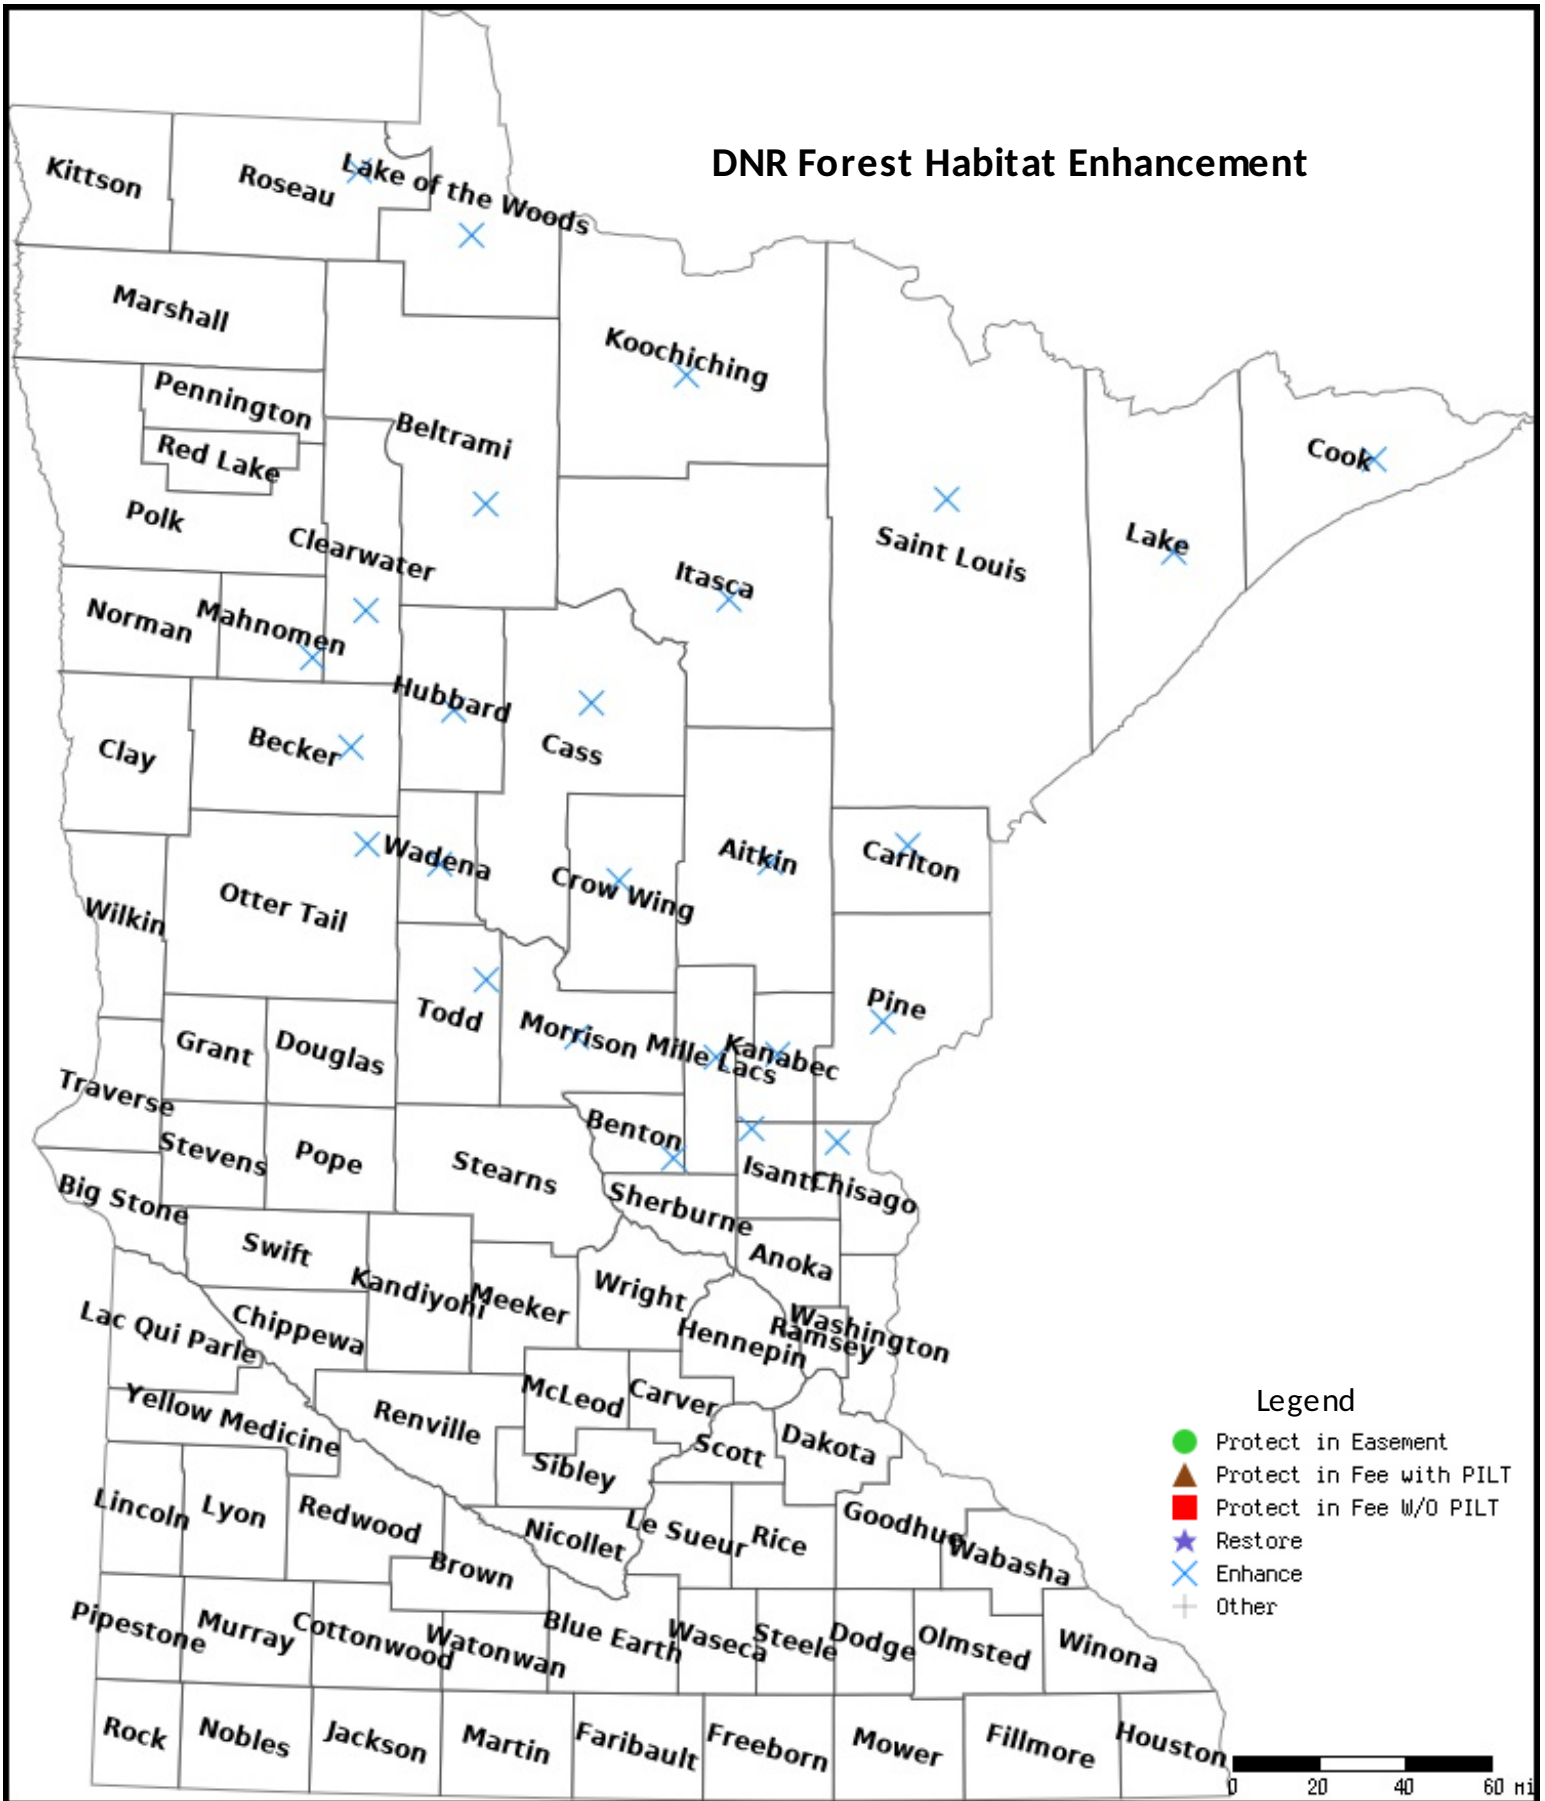 DNR Forest Habitat Enhancement
Kittson
Roseau
Lake of the Woods
Marshall
Koochiching
Pennington
Beltrami
Red Lake
Cook
Polk
Clearwater
Saint Louis
Lake
Itasca
Norman
Mahnomen
Hubbard
Clay
Becker
Cass
Wadena
Aitkin
Carlton
Wilkin
Otter Tail
Crow Wing
Pine
Todd
Morrison
Mille Lacs
Kanabec
Grant
Douglas
Traverse
Benton
Stevens
Pope
Stearns
Isanti
Chisago
Big Stone
Sherburne
Swift
Anoka
Kandiyohi
Meeker
Wright
Lac Qui Parle
Chippewa
Hennepin
Ramsey
Washington
Yellow Medicine
Renville
McLeod
Carver
Scott
Dakota
Sibley
Lincoln
Lyon
Redwood
Nicollet
Le Sueur
Rice
Goodhue
Wabasha
Brown
Pipestone
Murray
Cottonwood
Watonwan
Blue Earth
Waseca
Steele
Dodge
Olmsted
Winona
Rock
Nobles
Jackson
Martin
Faribault
Freeborn
Mower
Fillmore
Houston
Legend
Protect in Easement
Protect in Fee with PILT
Protect in Fee W/O PILT
Restore
Enhance
Other
0 20 40 60 mi